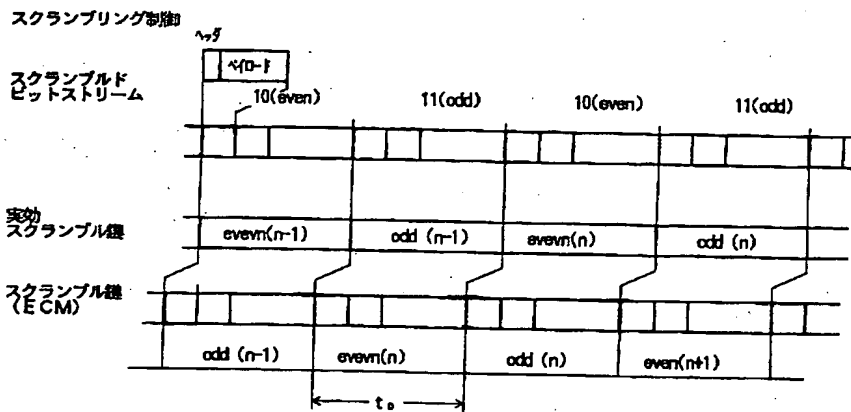 スクランブリング制御
ヘッダ
ペイロード
スクランブルド
ビットストリーム
10(even) 11(odd) 10(even) 11(odd)
実効
スクランブル鍵
evevn(n-1) odd (n-1) evevn(n) odd (n)
スクランブル鍵
(ECM)
odd (n-1) evevn(n) odd (n) even(n+1)
t₀